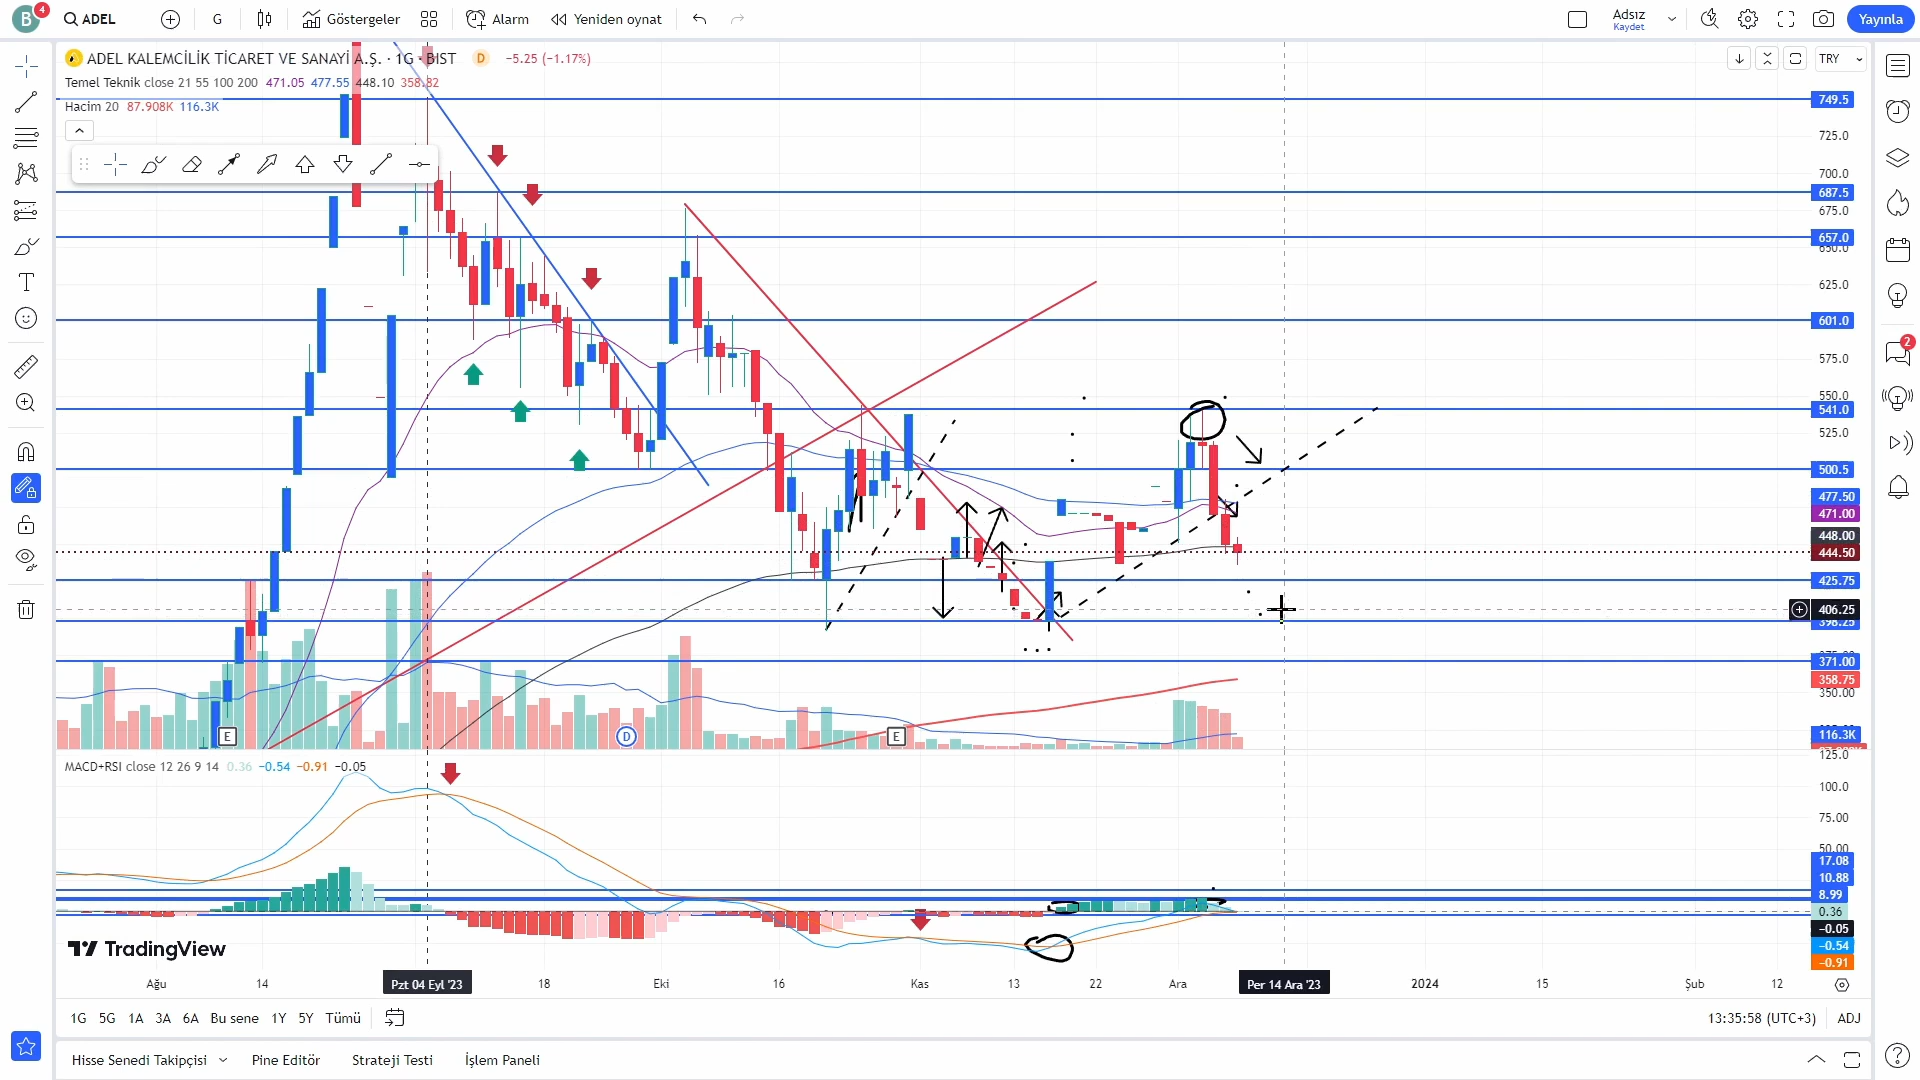 B
4
ADEL
G
Göstergeler
Alarm
Yeniden oynat
Adsız
Kaydet
Yayınla
ADEL KALEMCİLİK TİCARET VE SANAYİ A.Ş. · 1G · BIST
D
−5.25 (−1.17%)
TRY
Temel Teknik close 21 55 100 200 471.05 477.55 448.10 358.82
Hacim 20 87.908K 116.3K
749.5
725.0
700.0
687.5
675.0
657.0
650.0
625.0
601.0
575.0
550.0
541.0
525.0
500.5
477.50
471.00
448.00
444.50
425.75
406.25
398.25
371.00
358.75
350.00
116.3K
2
E
D
E
MACD+RSI close 12 26 9 14 0.36 −0.54 −0.91 −0.05
125.0
100.0
75.00
50.00
17.08
10.88
8.99
0.36
−0.05
−0.54
−0.91
TradingView
Ağu
14
Pzt 04 Eyl '23
18
Eki
16
Kas
13
22
Ara
Per 14 Ara '23
2024
15
Şub
12
1G 5G 1A 3A 6A Bu sene 1Y 5Y Tümü
13:35:58 (UTC+3)
ADJ
Hisse Senedi Takipçisi
Pine Editör
Strateji Testi
İşlem Paneli